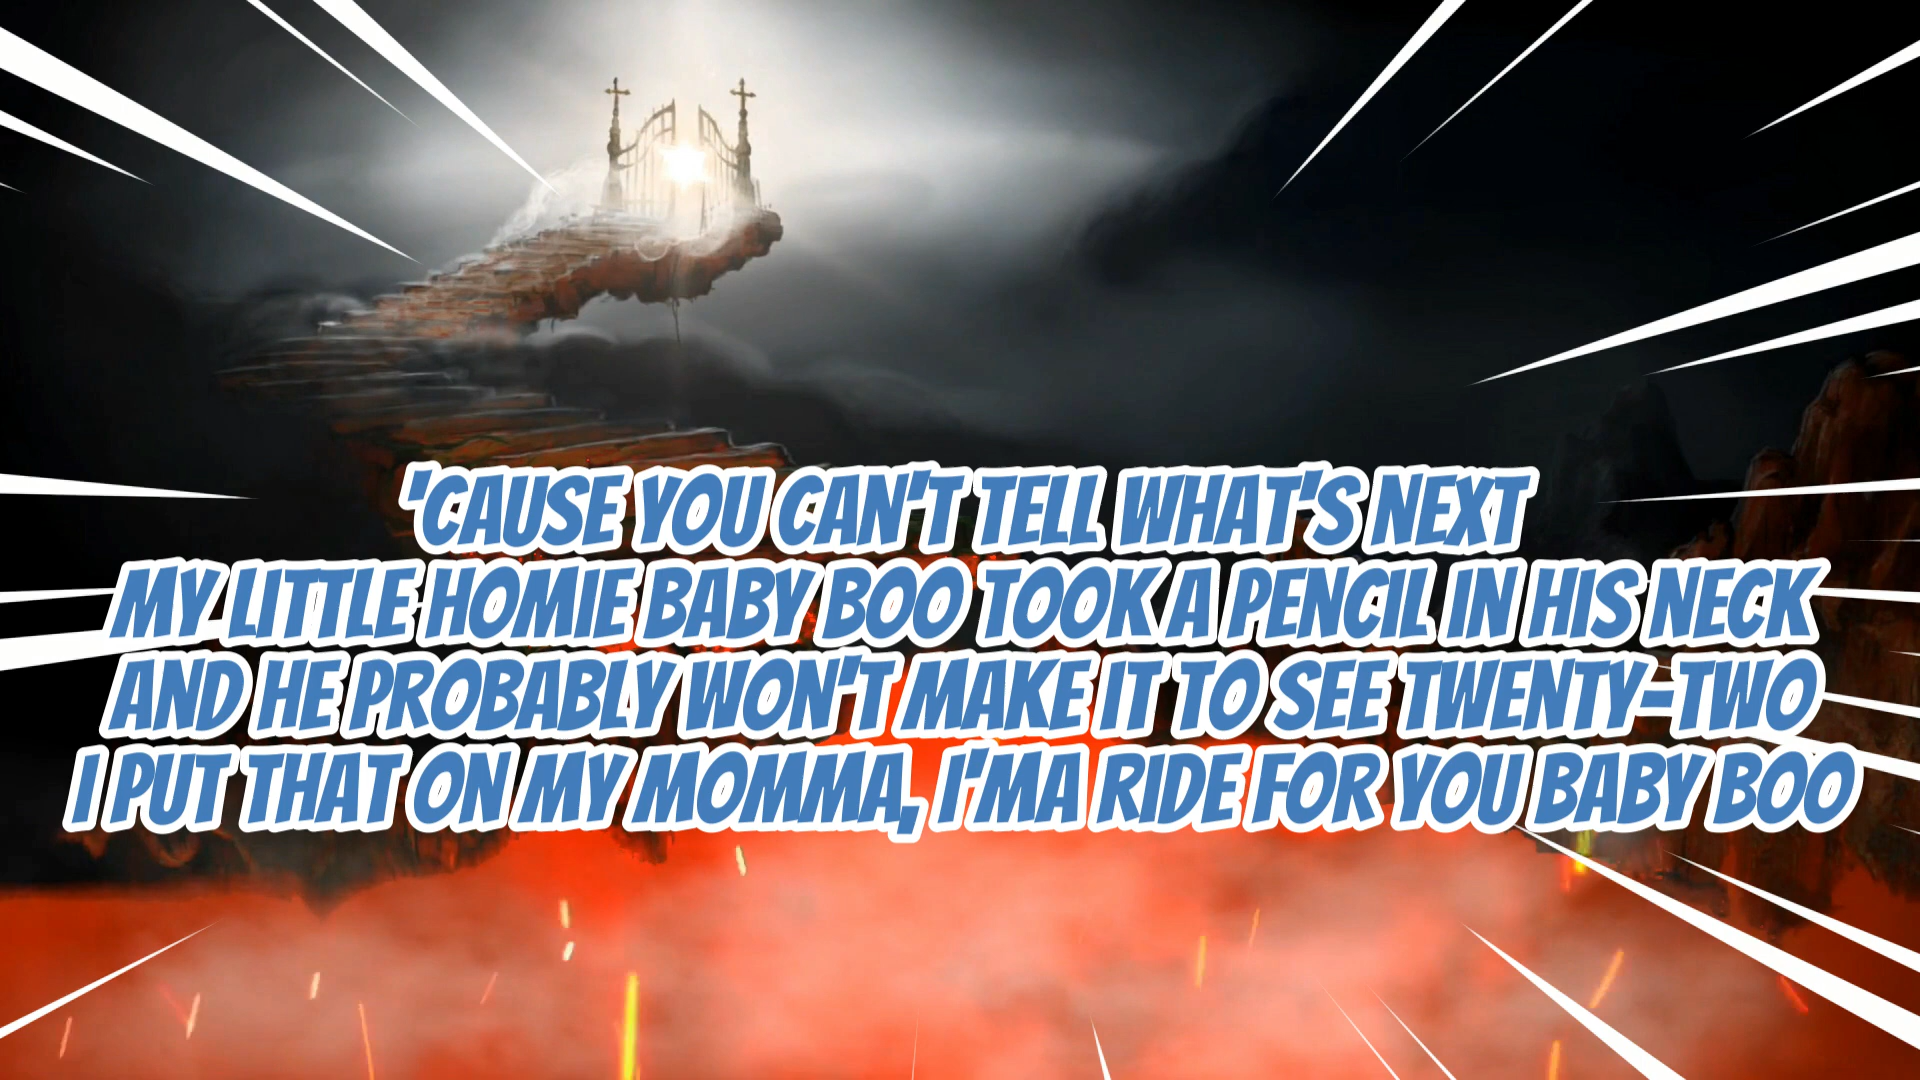 'CAUSE YOU CAN'T TELL WHAT'S NEXT
MY LITTLE HOMIE BABY BOO TOOK A PENCIL IN HIS NECK
AND HE PROBABLY WON'T MAKE IT TO SEE TWENTY-TWO
I PUT THAT ON MY MOMMA, I'MA RIDE FOR YOU BABY BOO